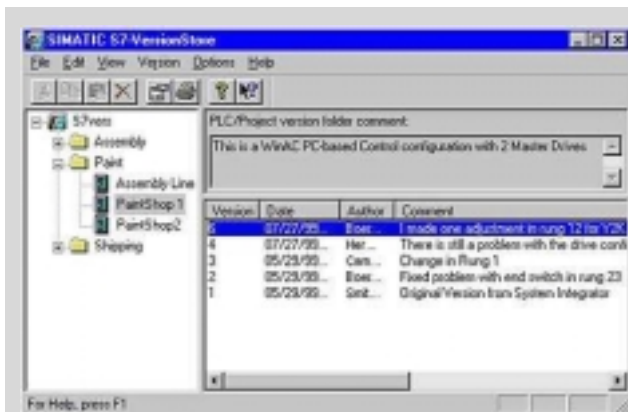 SIMATIC S7-VersionStore
File Edit View Version Options Help
S7vers
Assembly
Paint
Assembly Line
PaintShop 1
PaintShop2
Shipping
PLC/Project version folder comment:
This is a WinAC PC-based Control configuration with 2 Master Drives
Version Date Author Comment
07/27/99... Boer... I made one adjustment in rung 12 for Y2K
4 07/27/99... Her... There is still a problem with the drive confi
3 05/29/99... Cam... Change in Rung 1
2 05/29/99... Boer... Fixed problem with end switch in rung 23
1 05/29/99... Smit... Original Version from System Integrator
For Help, press F1